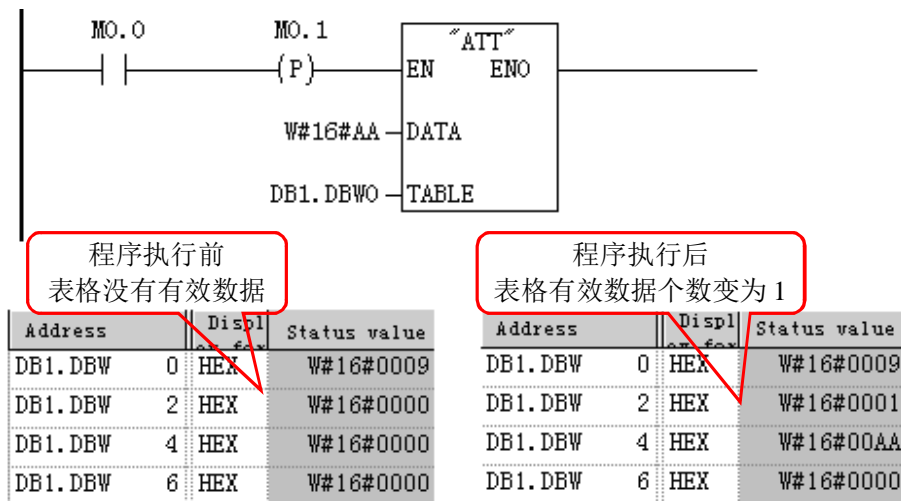 M0.0 M0.1 "ATT"
(P) EN ENO
W#16#AA DATA
DB1.DBW0 TABLE
程序执行前
表格没有有效数据
程序执行后
表格有效数据个数变为 1
Address Displ Status value
DB1.DBW 0 HEX W#16#0009
DB1.DBW 2 HEX W#16#0000
DB1.DBW 4 HEX W#16#0000
DB1.DBW 6 HEX W#16#0000
Address Displ Status value
DB1.DBW 0 HEX W#16#0009
DB1.DBW 2 HEX W#16#0001
DB1.DBW 4 HEX W#16#00AA
DB1.DBW 6 HEX W#16#0000